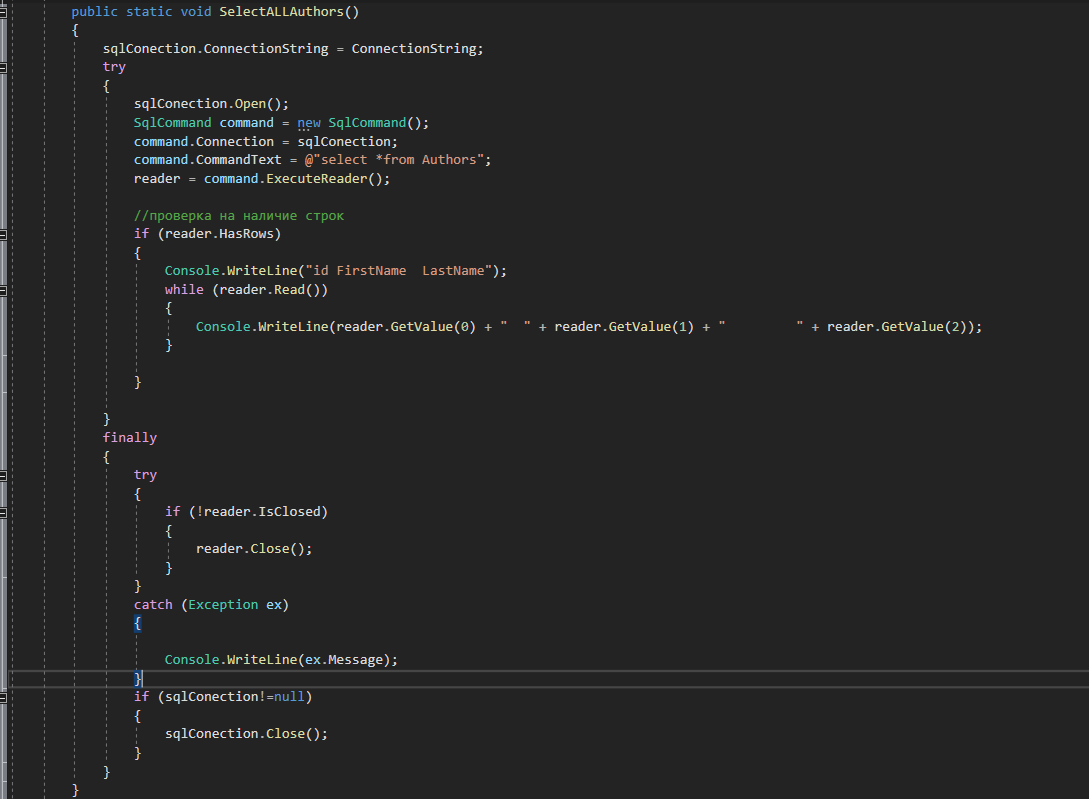 public static void SelectALLAuthors()
{
sqlConection.ConnectionString = ConnectionString;
try
{
sqlConection.Open();
SqlCommand command = new SqlCommand();
command.Connection = sqlConection;
command.CommandText = @"select *from Authors";
reader = command.ExecuteReader();
//проверка на наличие строк
if (reader.HasRows)
{
Console.WriteLine("id FirstName  LastName");
while (reader.Read())
{
Console.WriteLine(reader.GetValue(0) + "  " + reader.GetValue(1) + "         " + reader.GetValue(2));
}
}
}
finally
{
try
{
if (!reader.IsClosed)
{
reader.Close();
}
}
catch (Exception ex)
{
Console.WriteLine(ex.Message);
}
if (sqlConection!=null)
{
sqlConection.Close();
}
}
}